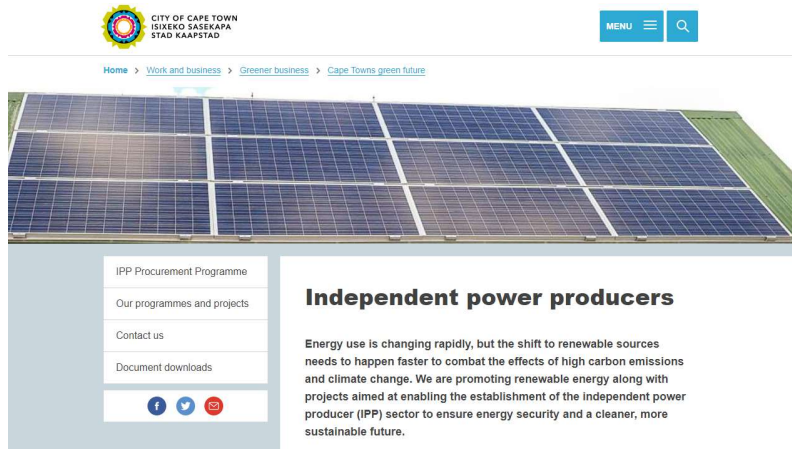 CITY OF CAPE TOWN
ISIXEKO SASEKAPA
STAD KAAPSTAD
MENU
Home > Work and business > Greener business > Cape Towns green future
IPP Procurement Programme
Our programmes and projects
Contact us
Document downloads
Independent power producers
Energy use is changing rapidly, but the shift to renewable sources
needs to happen faster to combat the effects of high carbon emissions
and climate change. We are promoting renewable energy along with
projects aimed at enabling the establishment of the independent power
producer (IPP) sector to ensure energy security and a cleaner, more
sustainable future.